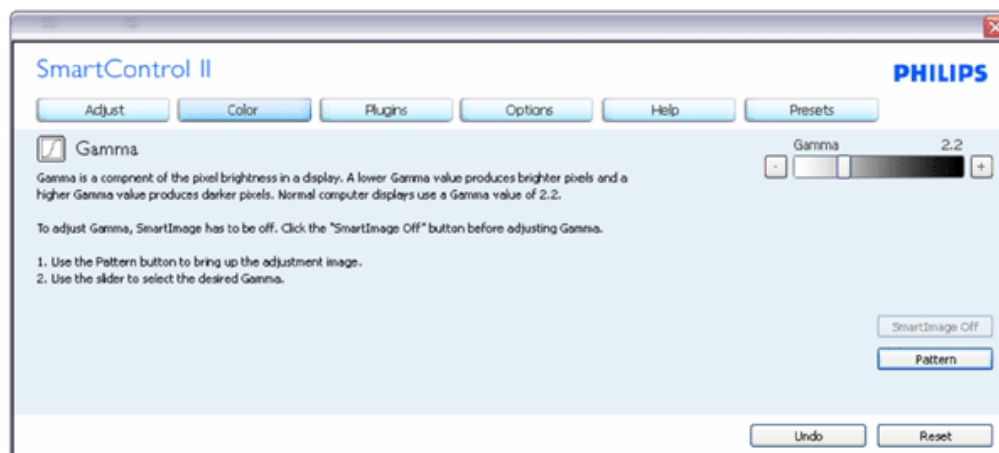 SmartControl II
PHILIPS
Adjust Color Plugins Options Help Presets
Gamma
Gamma 2.2
- +
Gamma is a compnent of the pixel brightness in a display. A lower Gamma value produces brighter pixels and a
higher Gamma value produces darker pixels. Normal computer displays use a Gamma value of 2.2.
To adjust Gamma, SmartImage has to be off. Click the "SmartImage Off" button before adjusting Gamma.
1. Use the Pattern button to bring up the adjustment image.
2. Use the slider to select the desired Gamma.
SmartImage Off
Pattern
Undo Reset